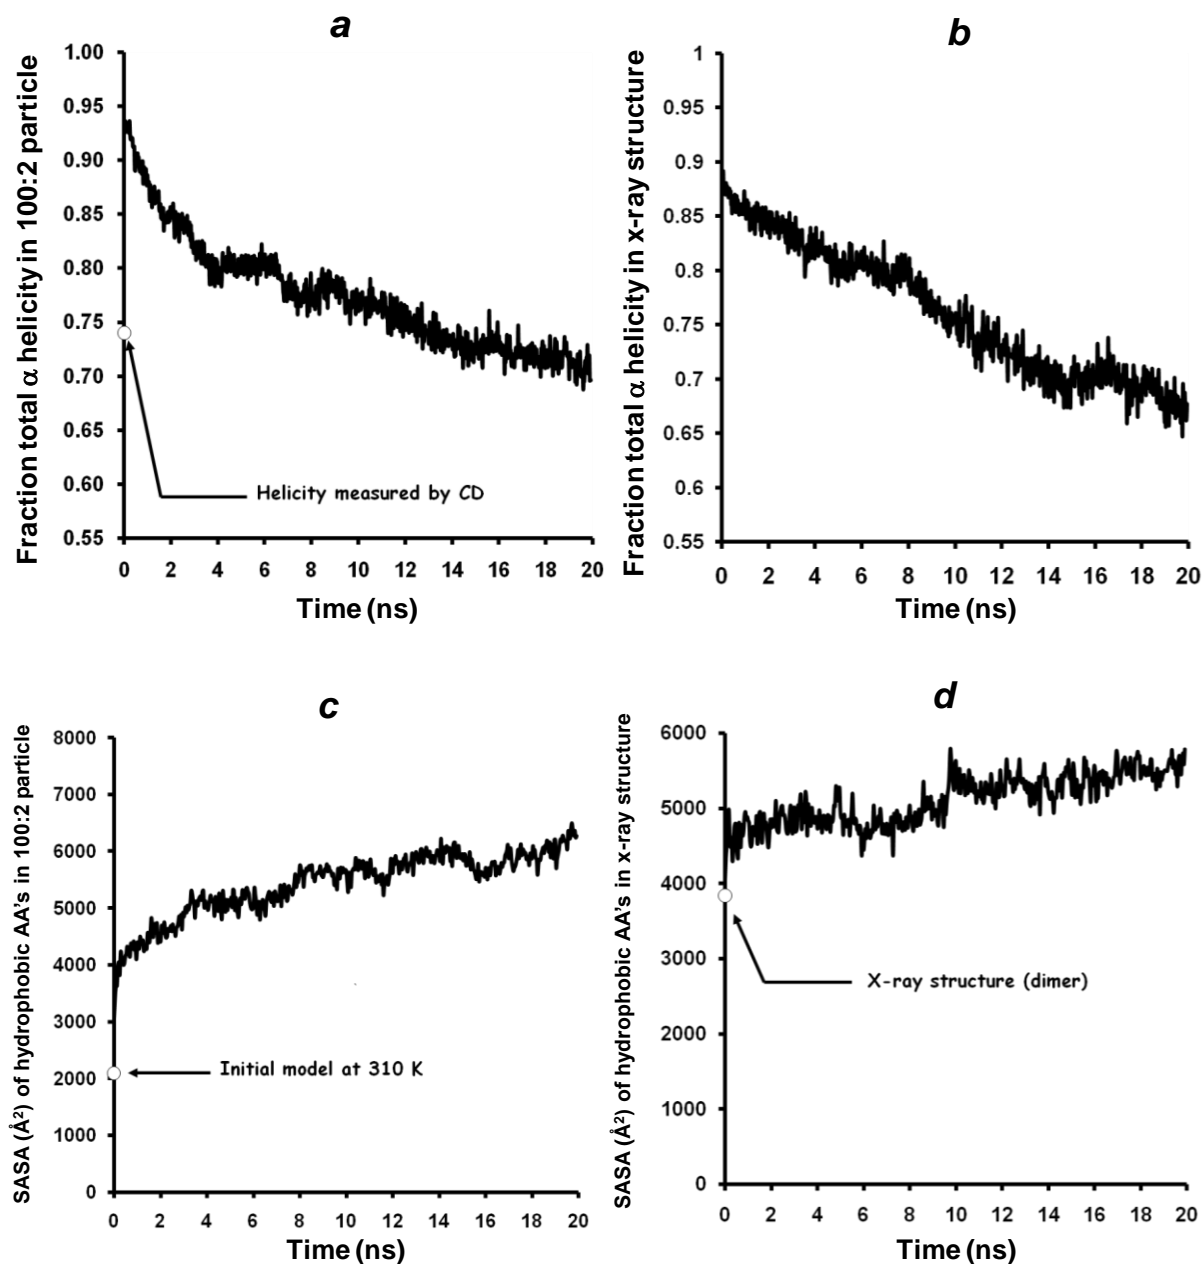 a
Fraction total α helicity in 100:2 particle
1.00
0.95
0.90
0.85
0.80
0.75
0.70
0.65
0.60
0.55
Helicity measured by CD
0 2 4 6 8 10 12 14 16 18 20
Time (ns)
b
Fraction total α helicity in x-ray structure
1
0.95
0.9
0.85
0.8
0.75
0.7
0.65
0.6
0.55
0 2 4 6 8 10 12 14 16 18 20
Time (ns)
c
SASA (Å²) of hydrophobic AA's in 100:2 particle
8000
7000
6000
5000
4000
3000
2000
1000
0
Initial model at 310 K
0 2 4 6 8 10 12 14 16 18 20
Time (ns)
d
SASA (Å²) of hydrophobic AA's in x-ray structure
6000
5000
4000
3000
2000
1000
0
X-ray structure (dimer)
0 2 4 6 8 10 12 14 16 18 20
Time (ns)